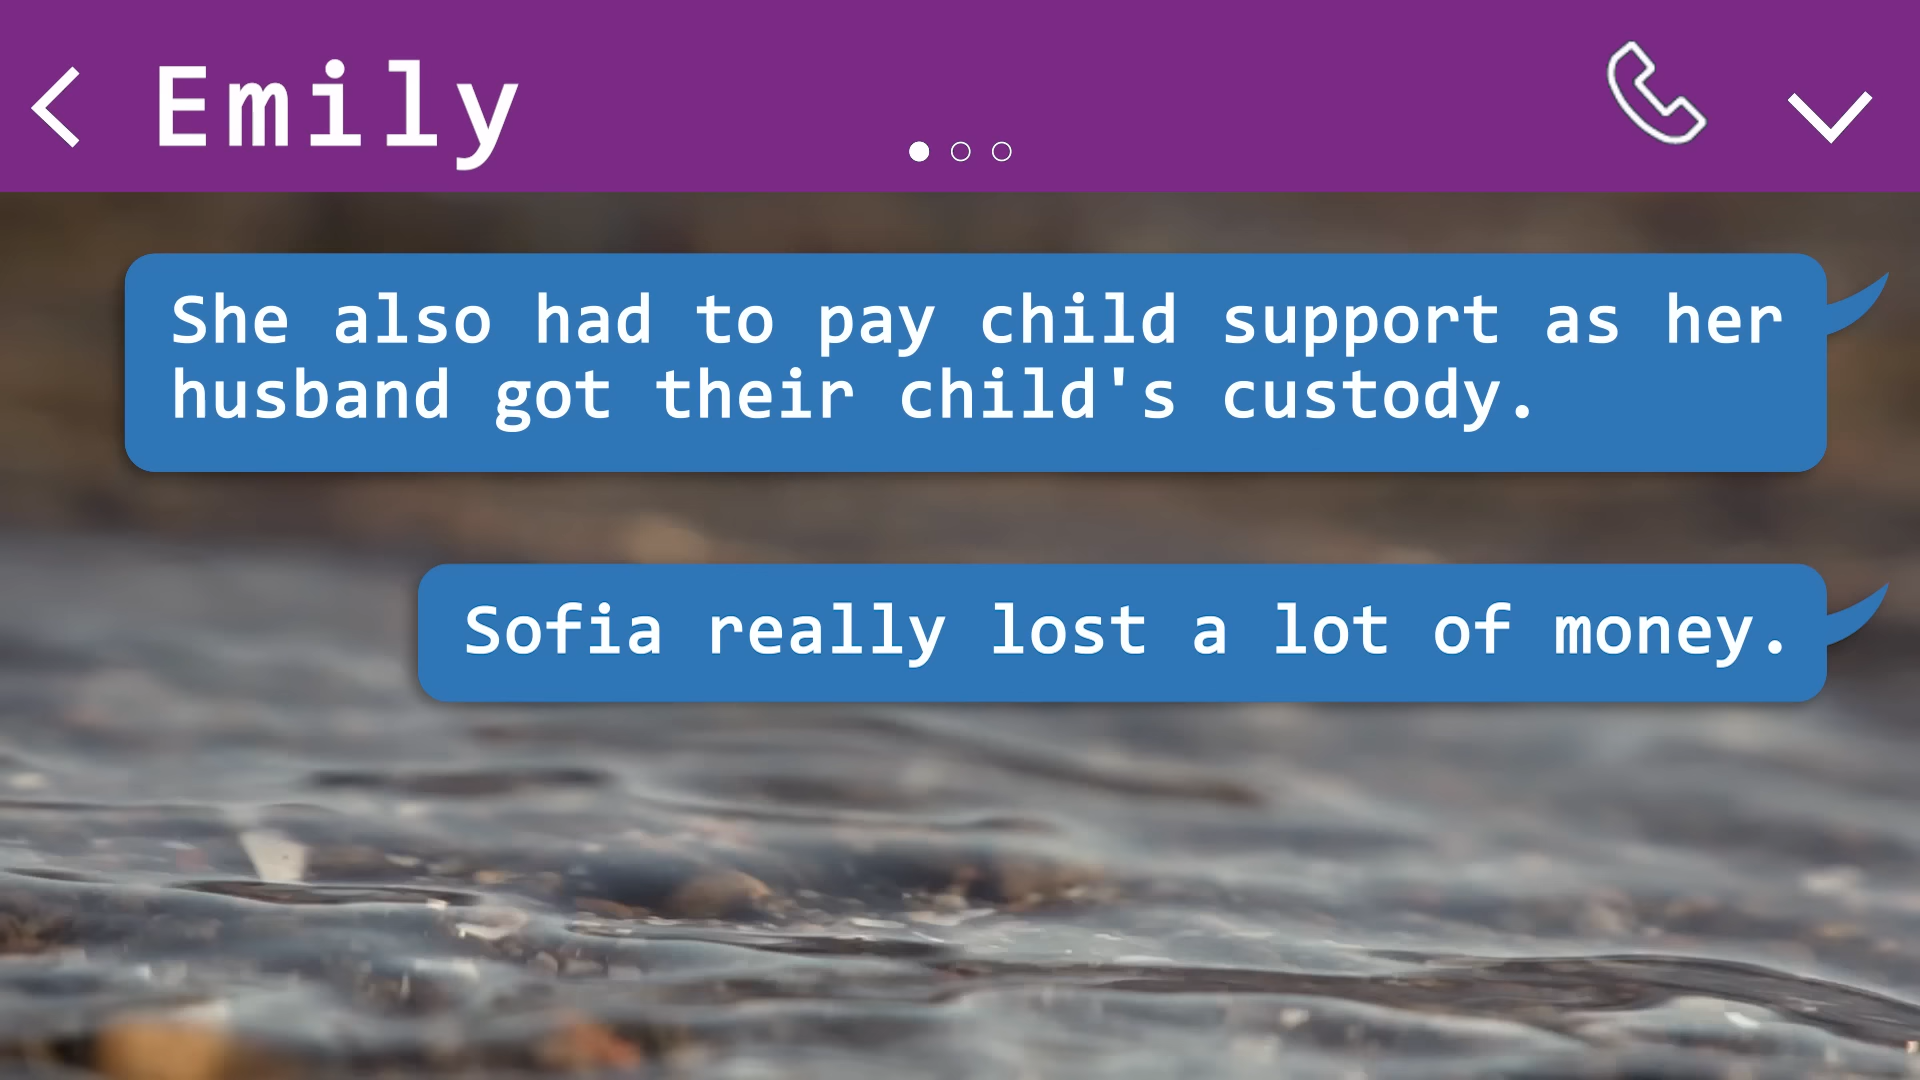 Emily
She also had to pay child support as her
husband got their child's custody.
Sofia really lost a lot of money.